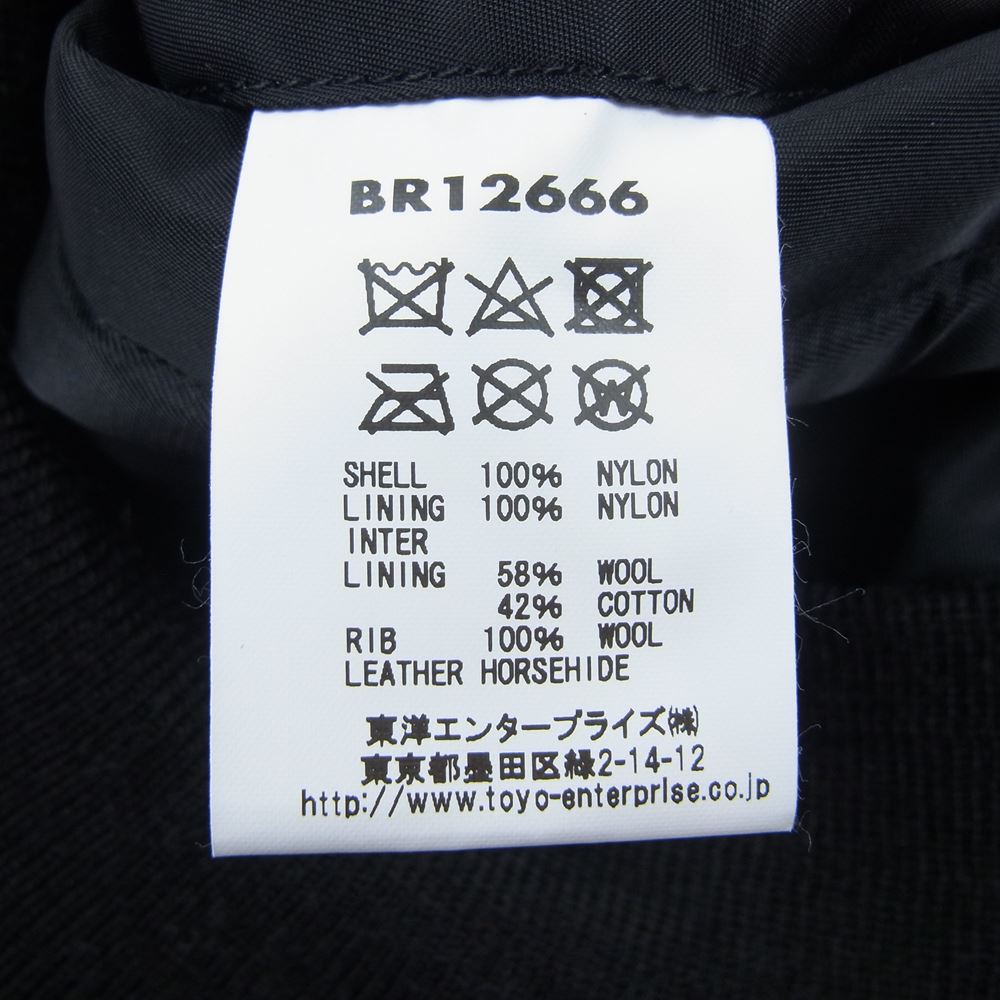 BR12666
W
SHELL 100% NYLON
LINING 100% NYLON
INTER
LINING 58% WOOL
42% COTTON
RIB 100% WOOL
LEATHER HORSEHIDE
東洋エンタープライズ㈱
東京都墨田区緑2-14-12
http://www.toyo-enterprise.co.jp